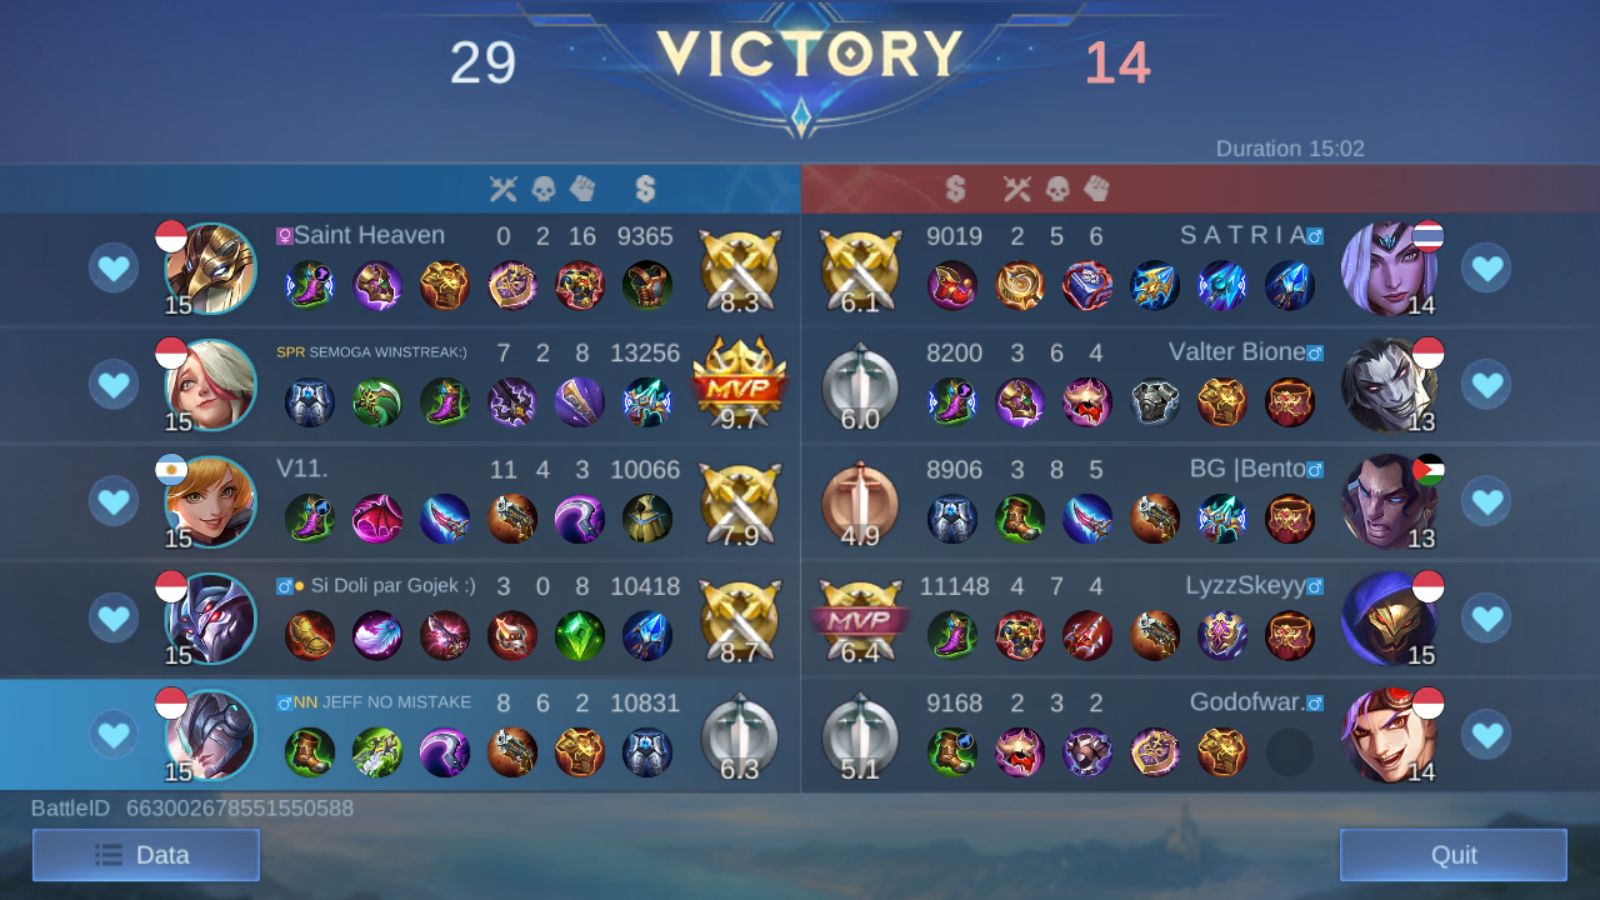 29 VICTORY 14
Duration 15:02
Saint Heaven 0 2 16 9365
15 8.3
6.1 9019 2 5 6 S A T R I A
14
SPR SEMOGA WINSTREAK:) 7 2 8 13256
15 MVP 9.7
6.0 8200 3 6 4 Valter Bione
13
V11. 11 4 3 10066
15 7.9
4.9 8906 3 8 5 BG |Bento
13
Si Doli par Gojek :) 3 0 8 10418
15 8.7
MVP 6.4 11148 4 7 4 LyzzSkeyy
15
NN JEFF NO MISTAKE 8 6 2 10831
15 6.3
5.1 9168 2 3 2 Godofwar.
14
BattleID 663002678551550588
Data
Quit